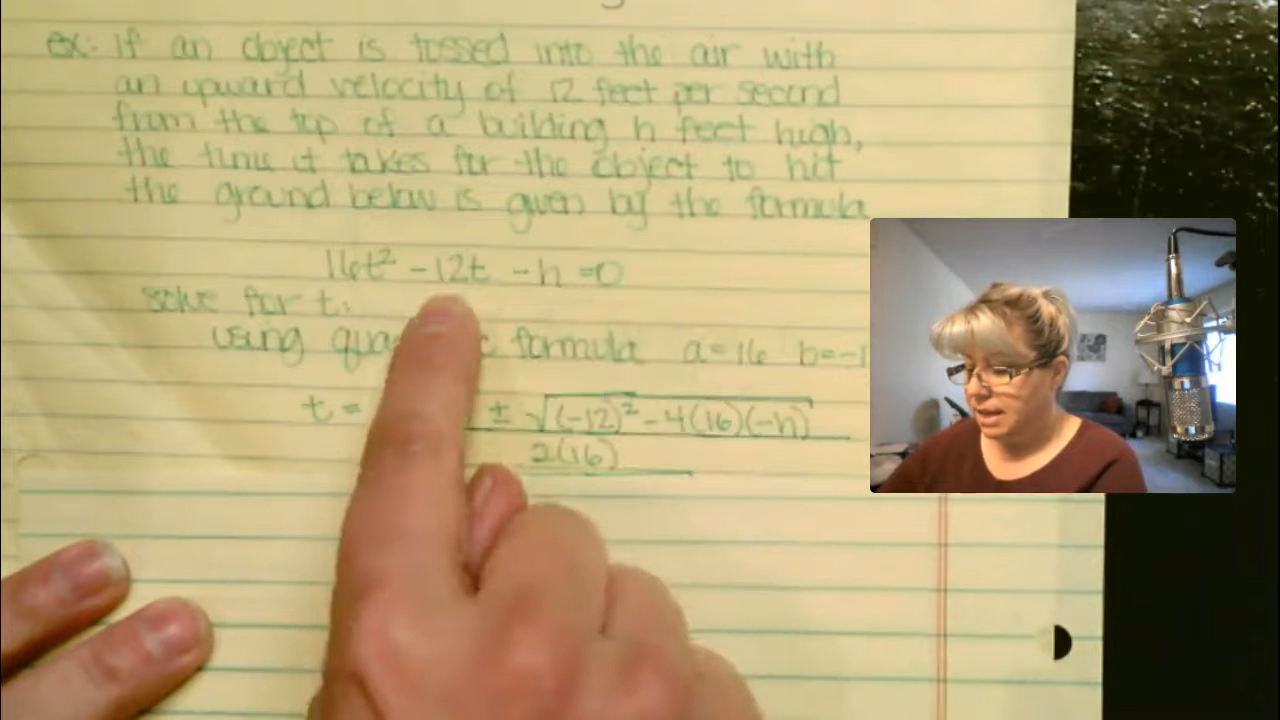 ex: If an object is tossed into the air with
an upward velocity of 12 feet per second
from the top of a building h feet high,
the time it takes for the object to hit
the ground below is given by the formula
16t² - 12t - h = 0
solve for t:
using formula a = 16 b = -1
t = ± √(-12)² - 4(16)(-h)
2(16)